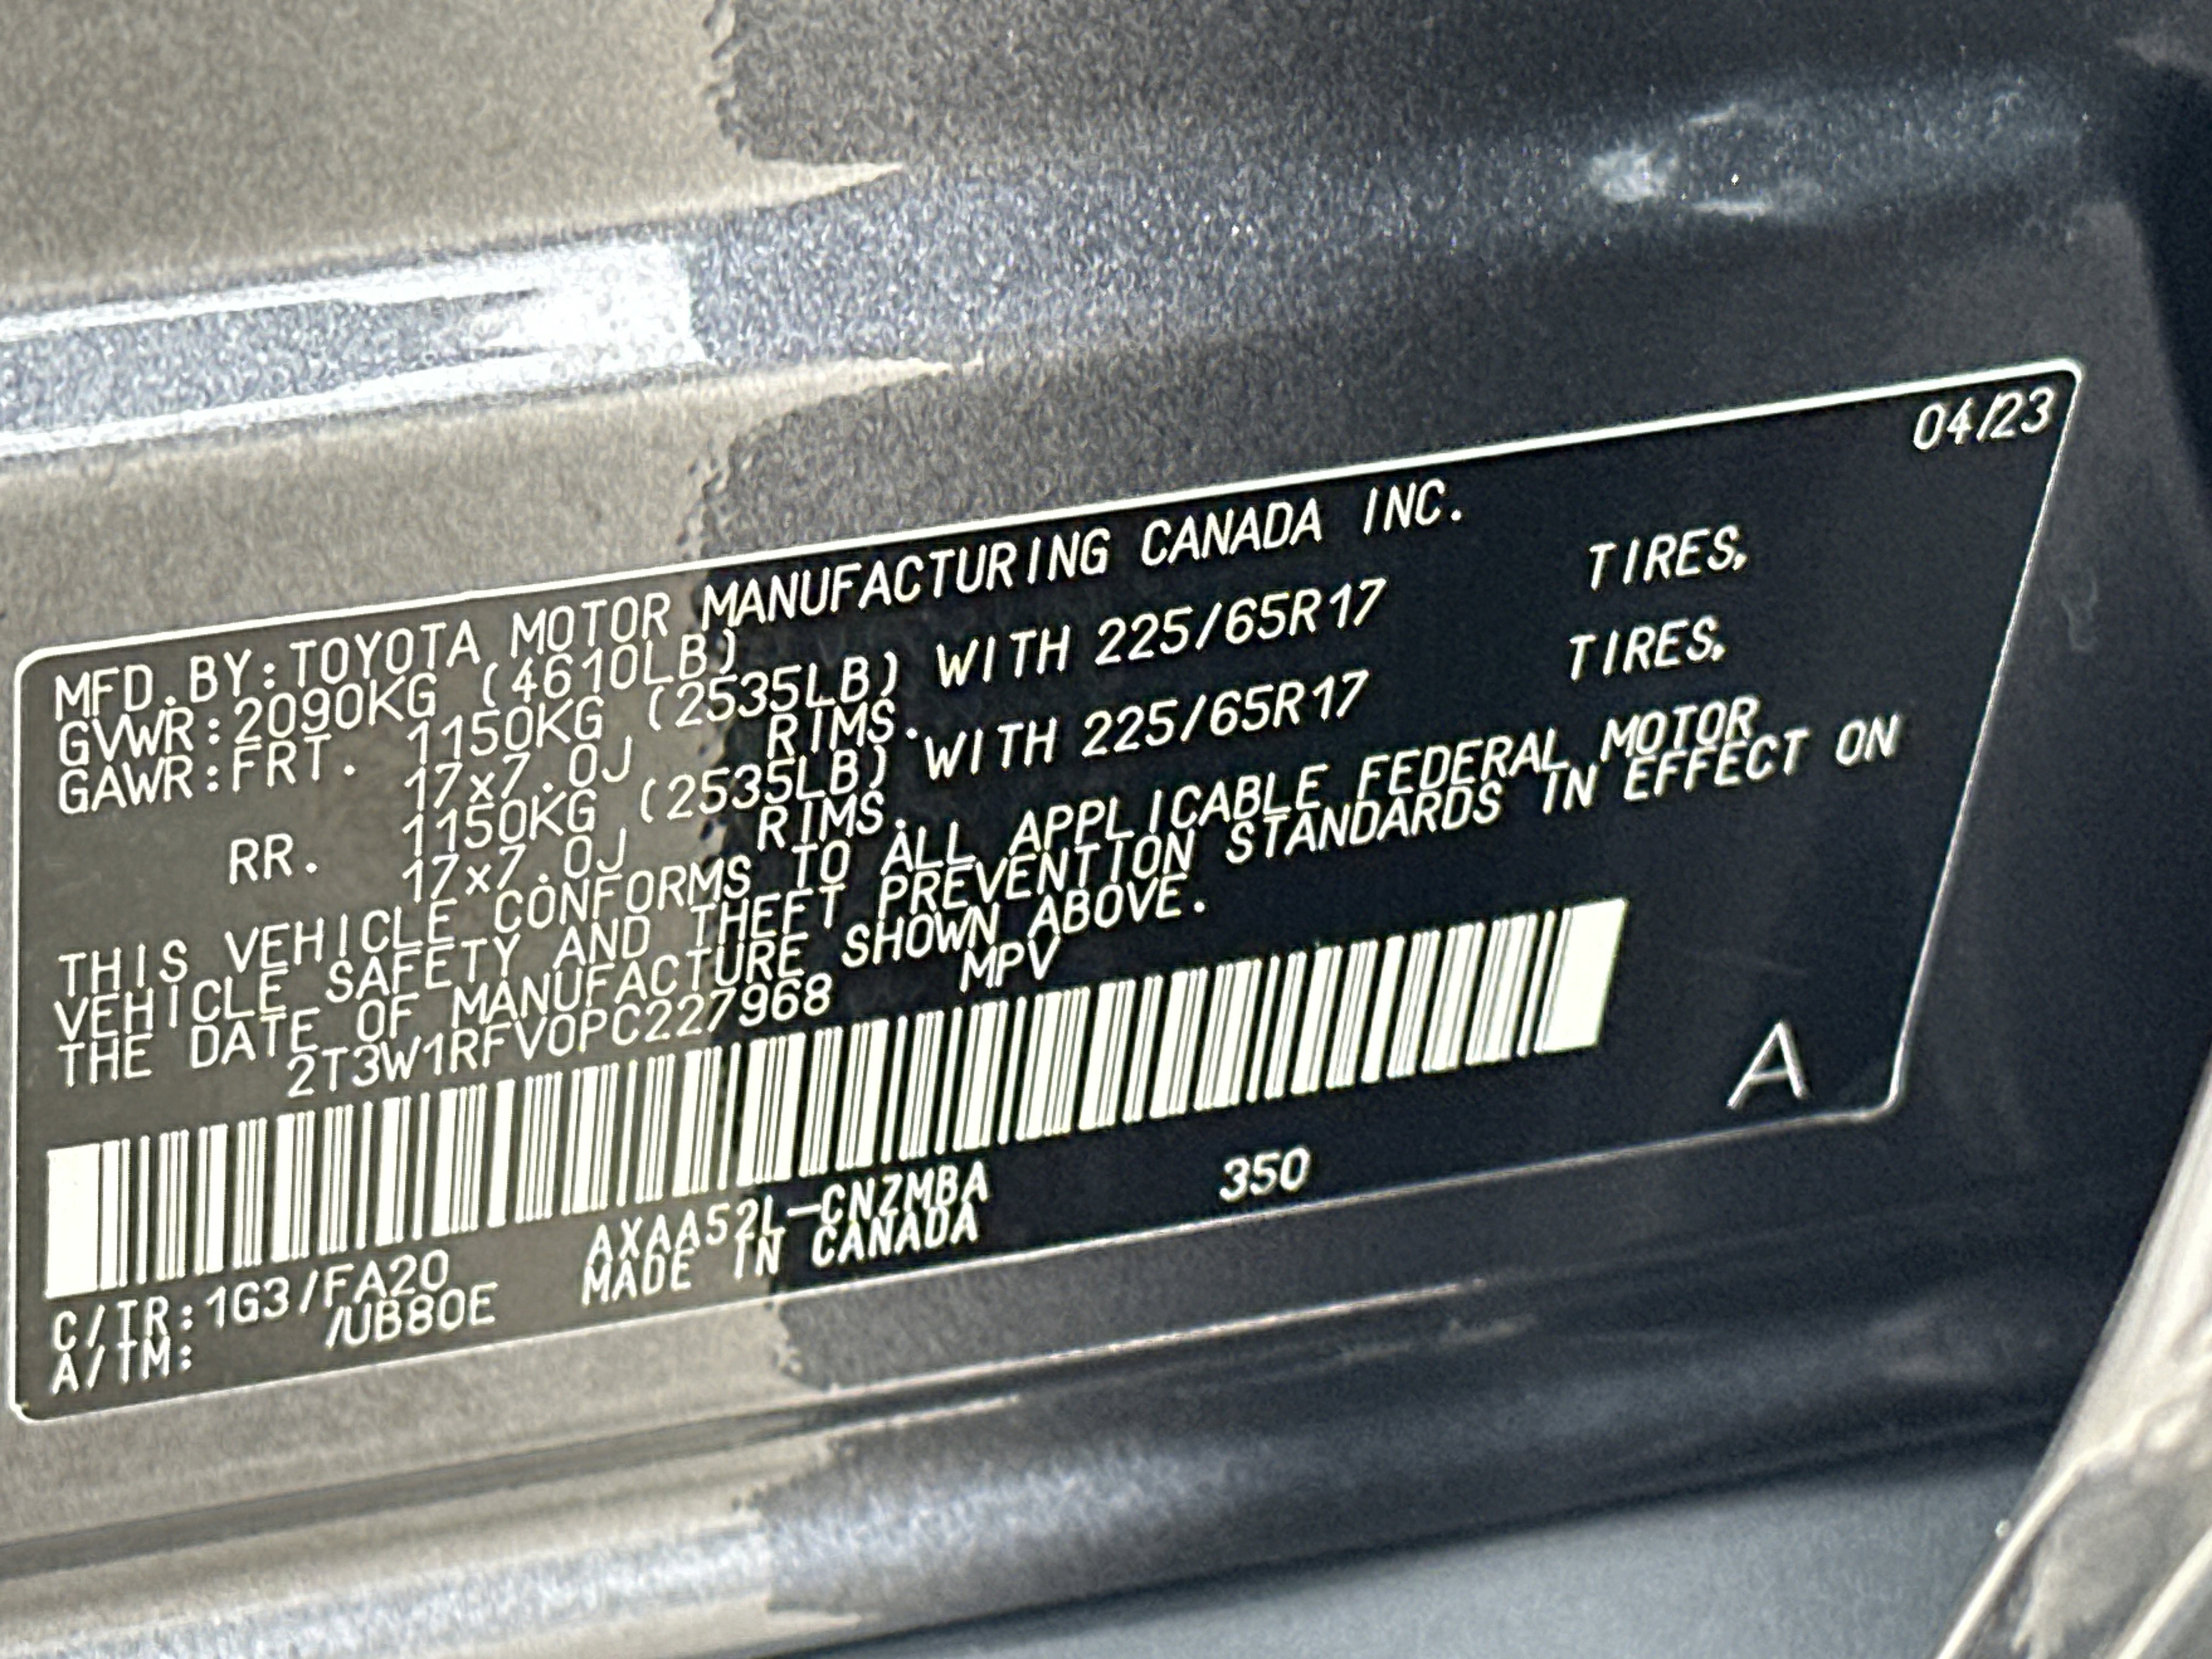 04/23
MFD.BY:TOYOTA MOTOR MANUFACTURING CANADA INC.
GVWR:2090KG (4610LB)
GAWR:FRT. 1150KG (2535LB) WITH 225/65R17 TIRES,
17x7.0J RIMS.
RR. 1150KG (2535LB) WITH 225/65R17 TIRES,
17x7.0J RIMS.
THIS VEHICLE CONFORMS TO ALL APPLICABLE FEDERAL MOTOR
VEHICLE SAFETY AND THEFT PREVENTION STANDARDS IN EFFECT ON
THE DATE OF MANUFACTURE SHOWN ABOVE.
2T3W1RFV0PC227968 MPV
A
C/TR:1G3/FA20 AXAA52L-CNZMBA 350
A/TM: /UB80E MADE IN CANADA